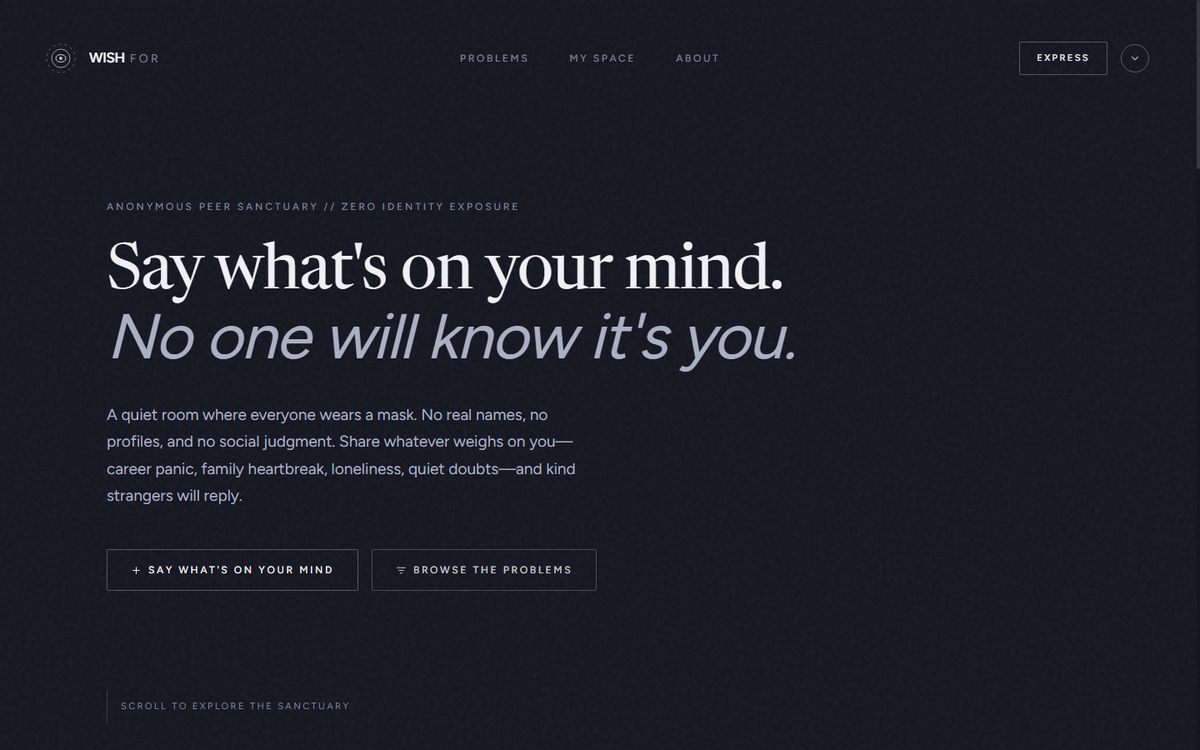 WISH FOR
PROBLEMS
MY SPACE
ABOUT
EXPRESS
ANONYMOUS PEER SANCTUARY // ZERO IDENTITY EXPOSURE
Say what's on your mind.
No one will know it's you.
A quiet room where everyone wears a mask. No real names, no
profiles, and no social judgment. Share whatever weighs on you—
career panic, family heartbreak, loneliness, quiet doubts—and kind
strangers will reply.
+ SAY WHAT'S ON YOUR MIND
BROWSE THE PROBLEMS
SCROLL TO EXPLORE THE SANCTUARY